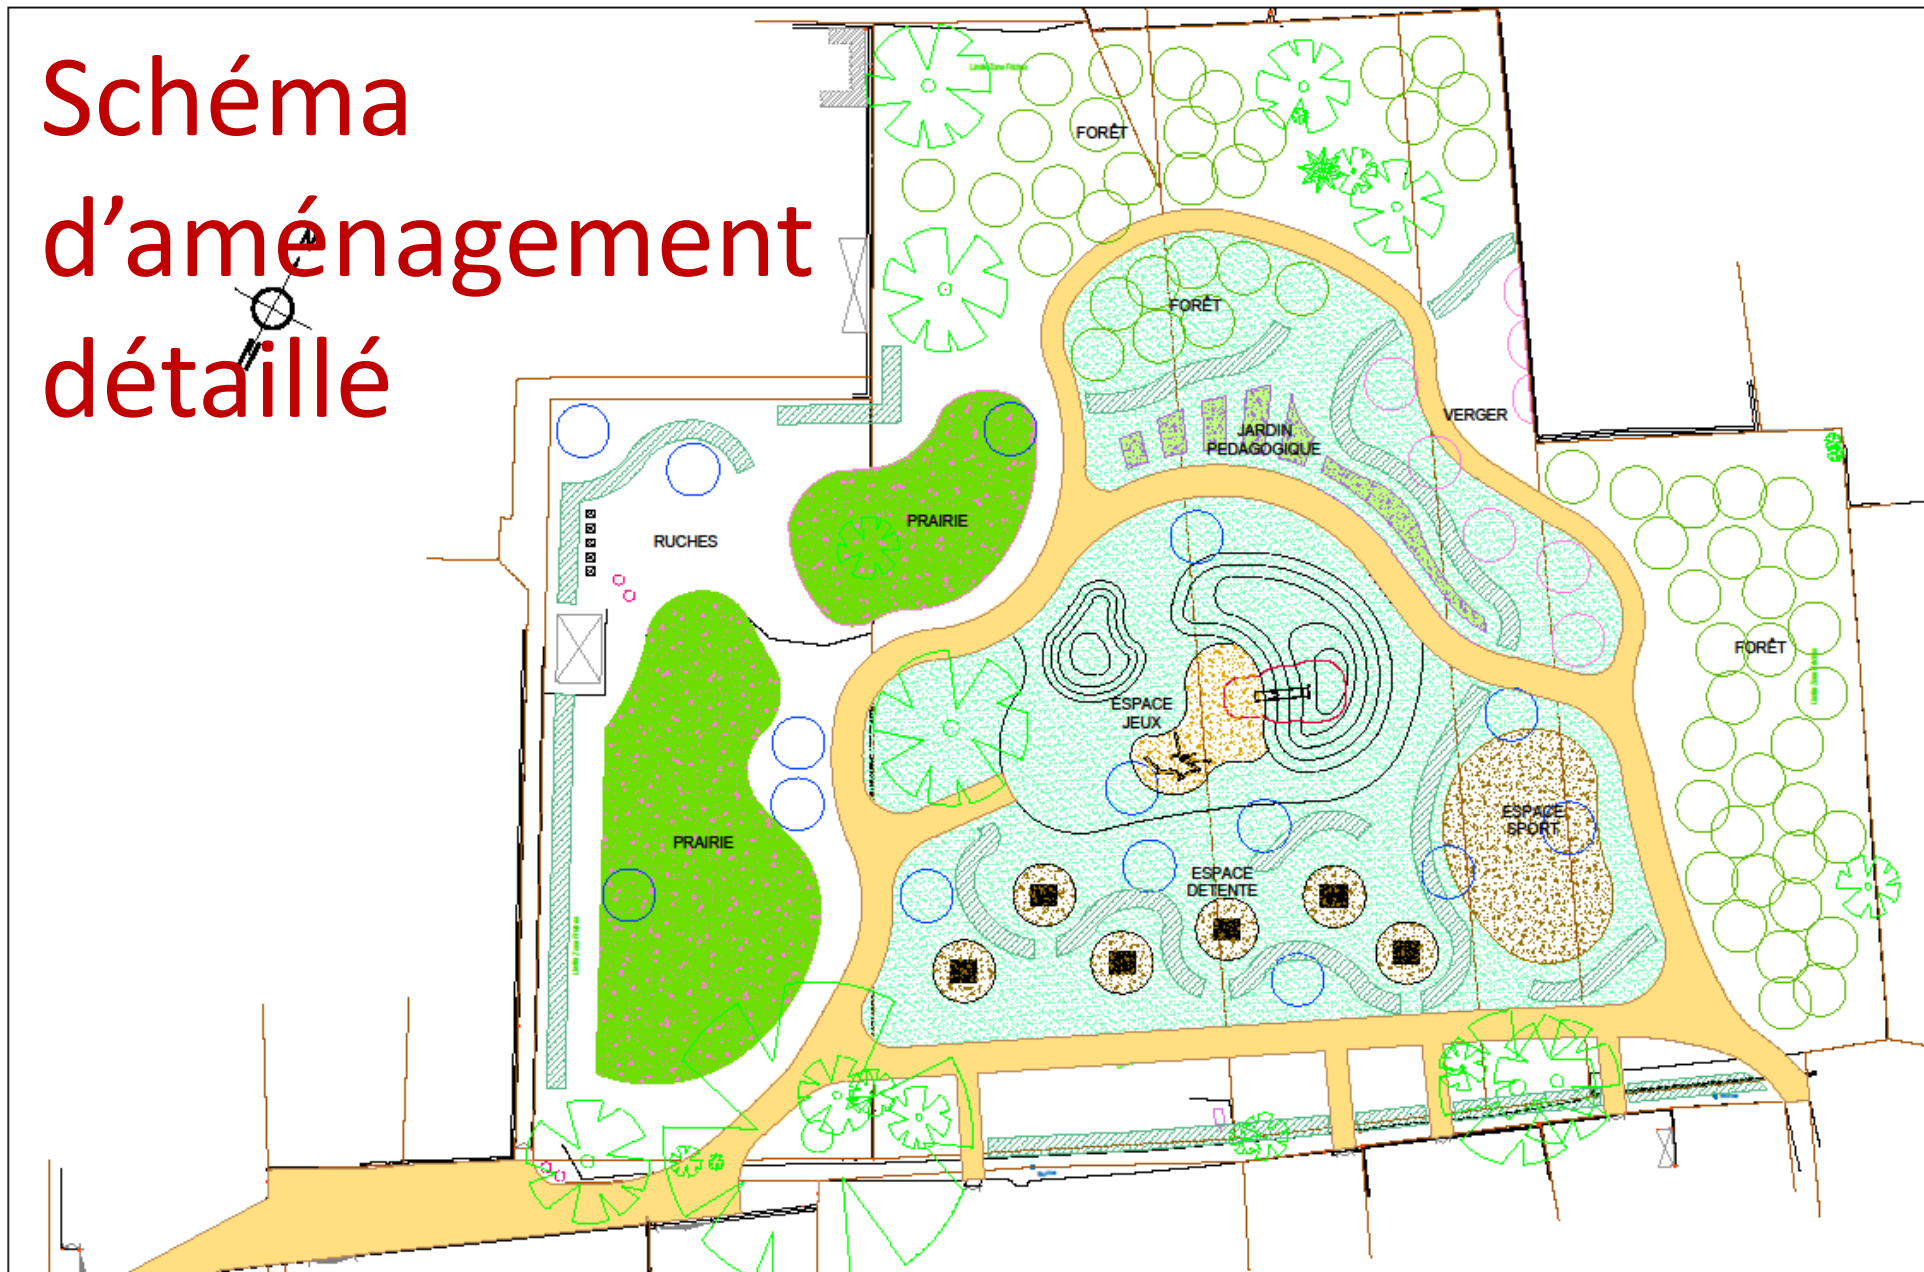 Schéma
d’aménagement
détaillé
FORÊT
FORÊT
VERGER
JARDIN
PEDAGOGIQUE
PRAIRIE
RUCHES
FORÊT
ESPACE
JEUX
ESPACE
SPORT
PRAIRIE
ESPACE
DETENTE